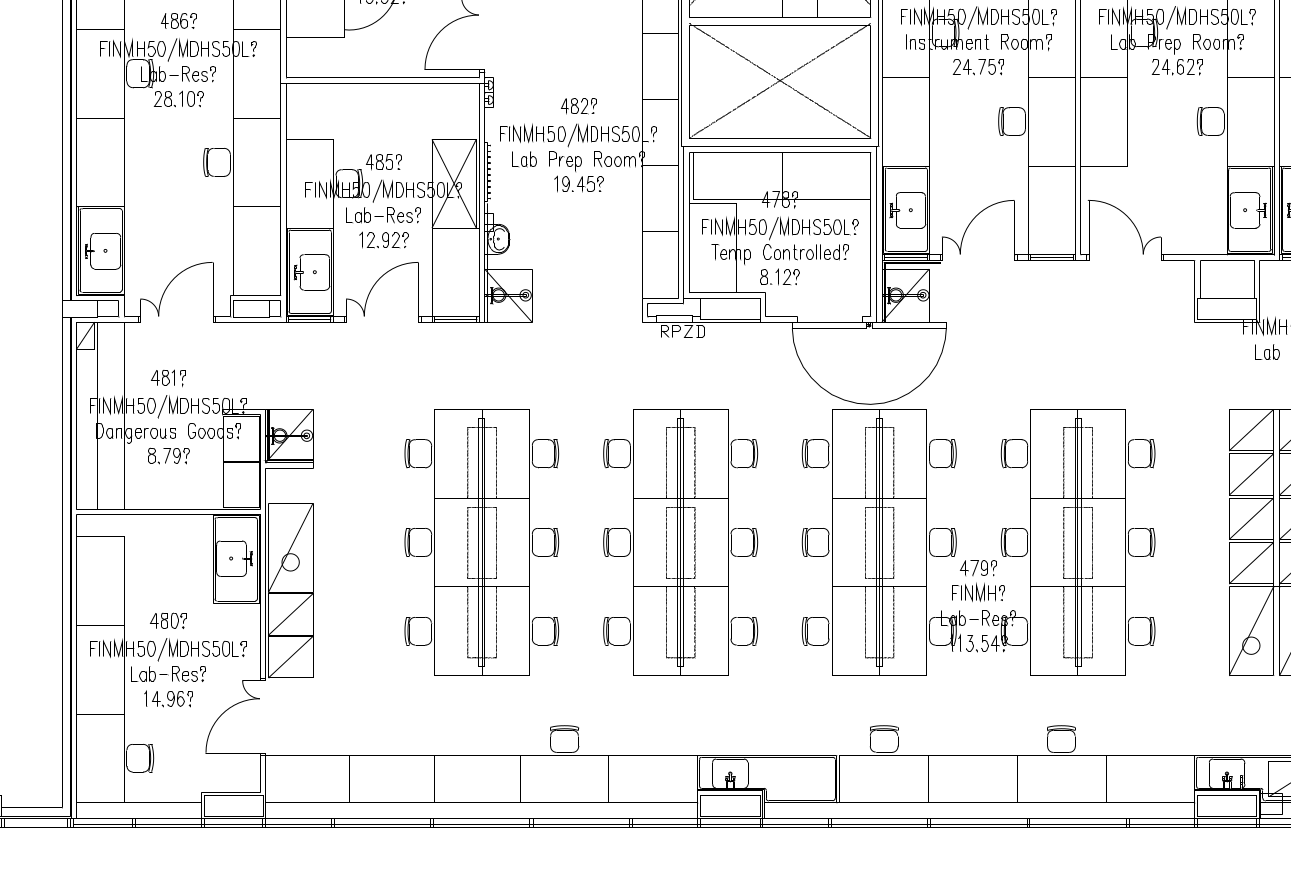 486?
FINMH50/MDHS50L?
Lab-Res?
28.10?
485?
FINMH50/MDHS50L?
Lab-Res?
12.92?
482?
FINMH50/MDHS50L?
Lab Prep Room?
19.45?
478?
FINMH50/MDHS50L?
Temp Controlled?
8.12?
FINMH50/MDHS50L?
Instrument Room?
24.75?
FINMH50/MDHS50L?
Lab Prep Room?
24.62?
RPZD
FINMH
Lab
481?
FINMH50/MDHS50L?
Dangerous Goods?
8.79?
480?
FINMH50/MDHS50L?
Lab-Res?
14.96?
479?
FINMH?
Lab-Res?
113.54?